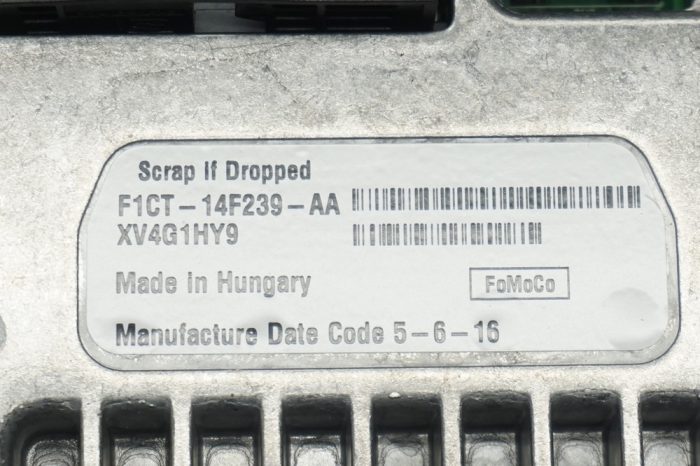 Scrap If Dropped
F1CT-14F239-AA
XV4G1HY9
Made in Hungary
FoMoCo
Manufacture Date Code 5-6-16